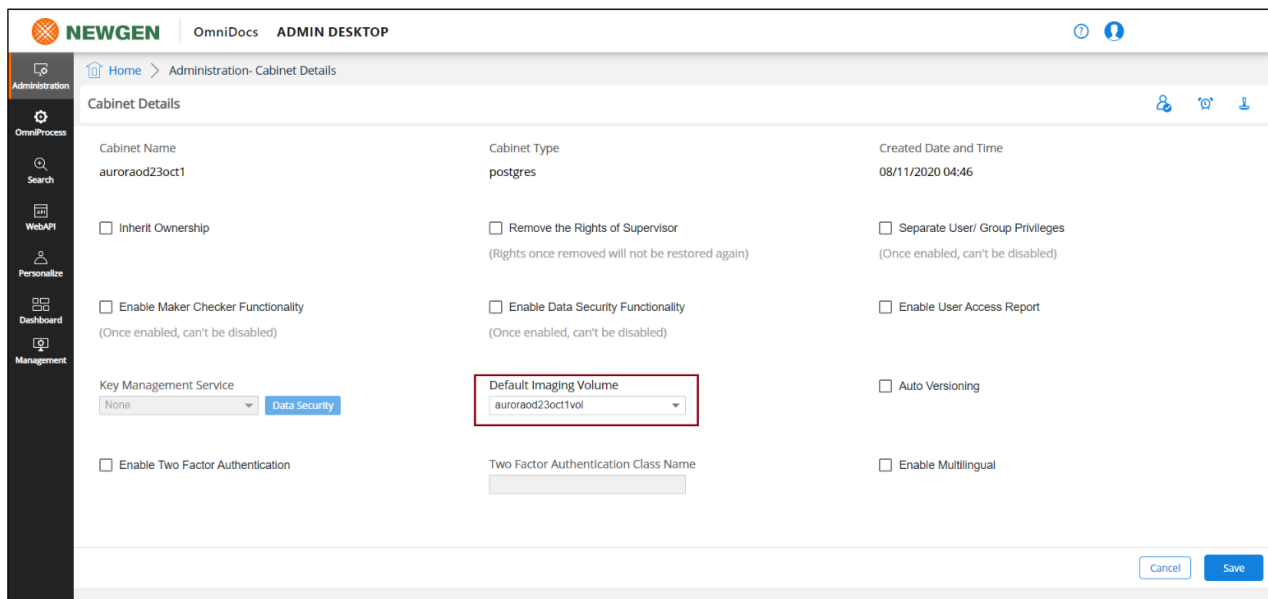 NEWGEN OmniDocs ADMIN DESKTOP
Administration
OmniProcess
Search
API
WebAPI
Personalize
Dashboard
Management
Home > Administration- Cabinet Details
Cabinet Details
Cabinet Name Cabinet Type Created Date and Time
auroraod23oct1 postgres 08/11/2020 04:46
Inherit Ownership Remove the Rights of Supervisor Separate User/ Group Privileges
(Rights once removed will not be restored again) (Once enabled, can't be disabled)
Enable Maker Checker Functionality Enable Data Security Functionality Enable User Access Report
(Once enabled, can't be disabled) (Once enabled, can't be disabled)
Key Management Service Default Imaging Volume Auto Versioning
None Data Security auroraod23oct1vol
Enable Two Factor Authentication Two Factor Authentication Class Name Enable Multilingual
Cancel Save